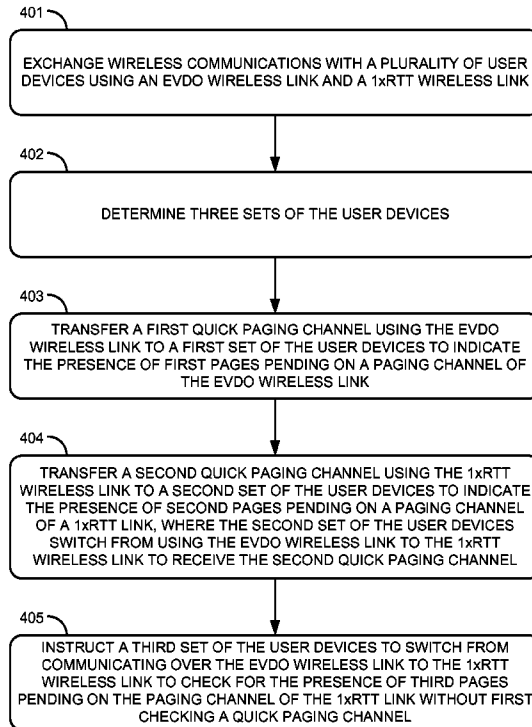 401
EXCHANGE WIRELESS COMMUNICATIONS WITH A PLURALITY OF USER
DEVICES USING AN EVDO WIRELESS LINK AND A 1xRTT WIRELESS LINK
402
DETERMINE THREE SETS OF THE USER DEVICES
403
TRANSFER A FIRST QUICK PAGING CHANNEL USING THE EVDO
WIRELESS LINK TO A FIRST SET OF THE USER DEVICES TO INDICATE
THE PRESENCE OF FIRST PAGES PENDING ON A PAGING CHANNEL OF
THE EVDO WIRELESS LINK
404
TRANSFER A SECOND QUICK PAGING CHANNEL USING THE 1xRTT
WIRELESS LINK TO A SECOND SET OF THE USER DEVICES TO INDICATE
THE PRESENCE OF SECOND PAGES PENDING ON A PAGING CHANNEL
OF A 1xRTT LINK, WHERE THE SECOND SET OF THE USER DEVICES
SWITCH FROM USING THE EVDO WIRELESS LINK TO THE 1xRTT
WIRELESS LINK TO RECEIVE THE SECOND QUICK PAGING CHANNEL
405
INSTRUCT A THIRD SET OF THE USER DEVICES TO SWITCH FROM
COMMUNICATING OVER THE EVDO WIRELESS LINK TO THE 1xRTT
WIRELESS LINK TO CHECK FOR THE PRESENCE OF THIRD PAGES
PENDING ON THE PAGING CHANNEL OF THE 1xRTT LINK WITHOUT FIRST
CHECKING A QUICK PAGING CHANNEL